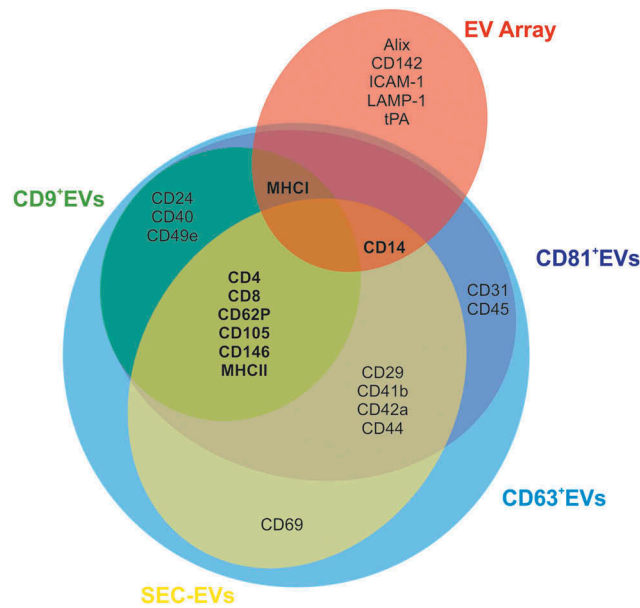 EV Array
Alix
CD142
ICAM-1
LAMP-1
tPA
MHCI
CD9⁺EVs
CD24
CD40
CD49e
CD14
CD81⁺EVs
CD4
CD8
CD62P
CD105
CD146
MHCII
CD31
CD45
CD29
CD41b
CD42a
CD44
CD63⁺EVs
CD69
SEC-EVs